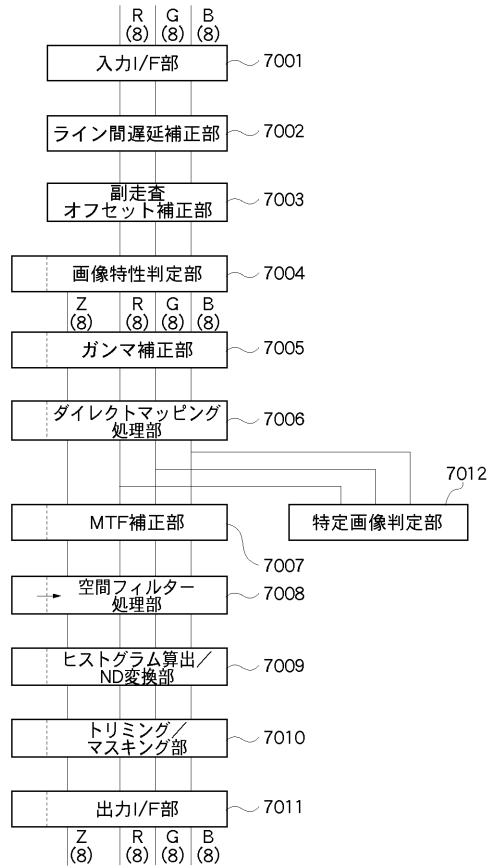 R G B
(8) (8) (8)
入力I/F部 7001
ライン間遅延補正部 7002
副走査
オフセット補正部 7003
画像特性判定部 7004
Z R G B
(8) (8) (8) (8)
ガンマ補正部 7005
ダイレクトマッピング
処理部 7006
7012
MTF補正部 特定画像判定部
7007
空間フィルター
処理部 7008
ヒストグラム算出/
ND変換部 7009
トリミング/
マスキング部 7010
出力I/F部 7011
Z R G B
(8) (8) (8) (8)